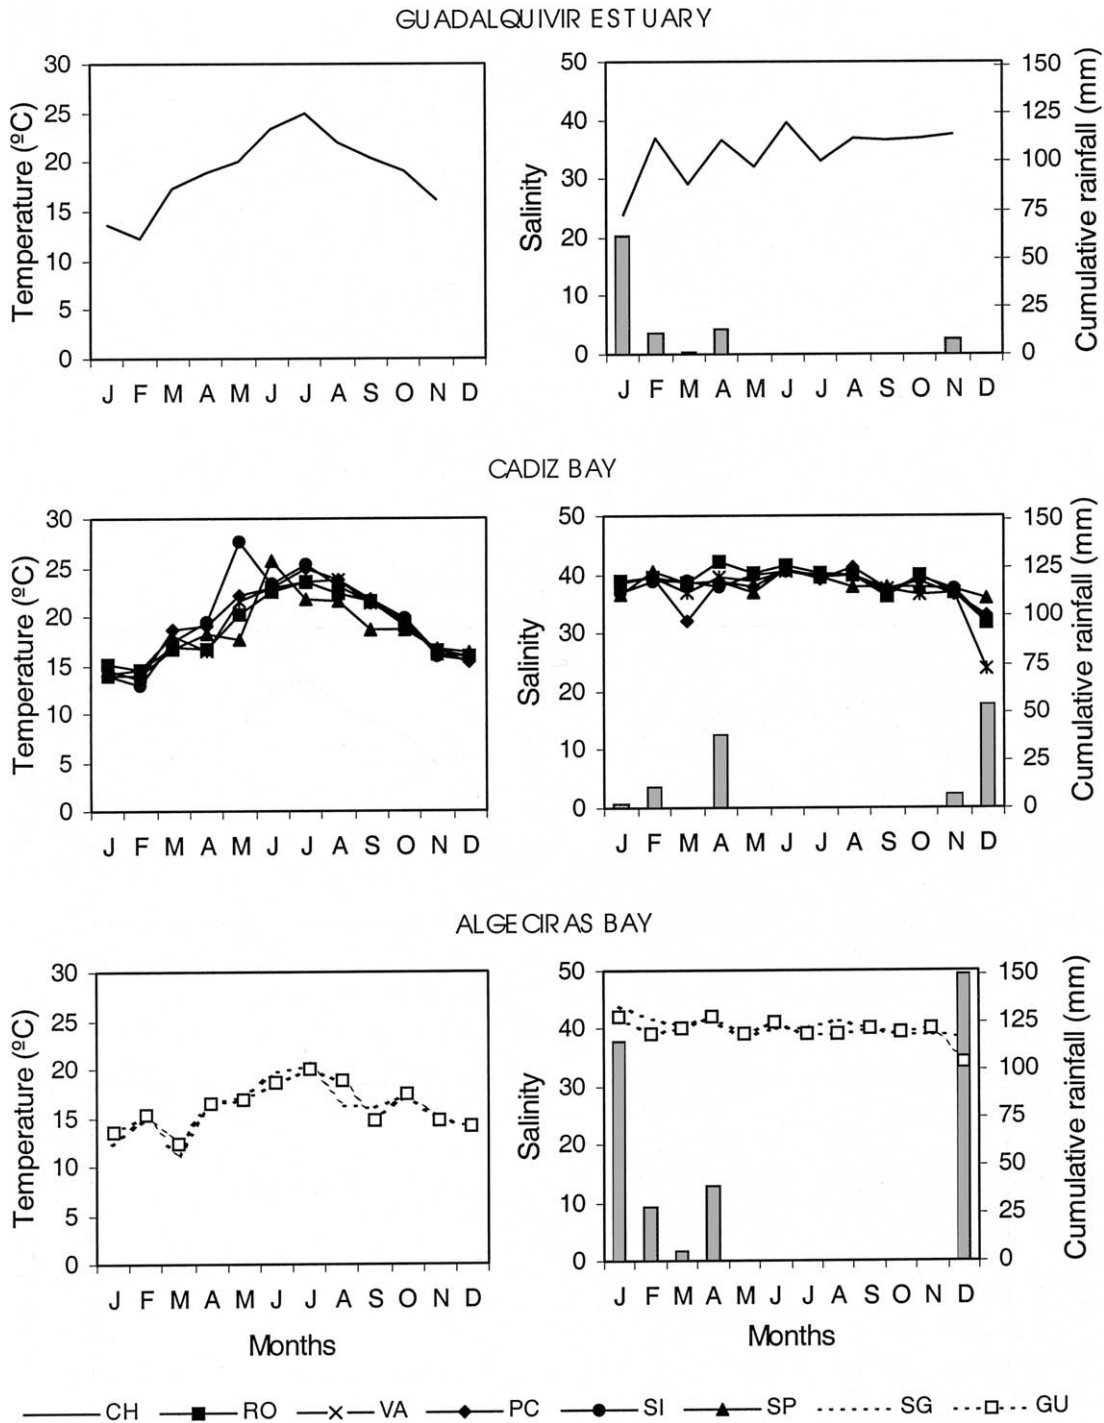 GUADALQUIVIR ESTUARY
Temperature (ºC)
30
25
20
15
10
5
0
J F M A M J J A S O N D
Salinity
50
40
30
20
10
0
J F M A M J J A S O N D
150
125
100
75
50
25
0
Cumulative rainfall (mm)
CADIZ BAY
Temperature (ºC)
30
25
20
15
10
5
0
J F M A M J J A S O N D
Salinity
50
40
30
20
10
0
J F M A M J J A S O N D
150
125
100
75
50
25
0
Cumulative rainfall (mm)
ALGECIRAS BAY
Temperature (ºC)
30
25
20
15
10
5
0
J F M A M J J A S O N D
Months
Salinity
50
40
30
20
10
0
J F M A M J J A S O N D
Months
150
125
100
75
50
25
0
Cumulative rainfall (mm)
CH RO VA PC SI SP SG GU